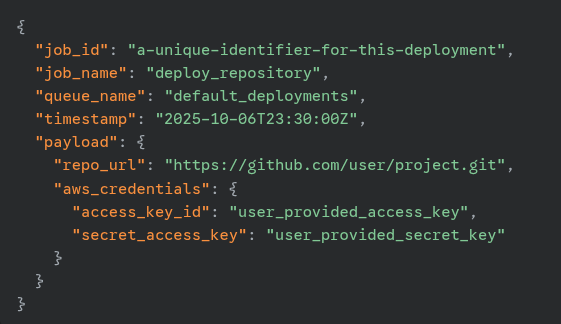 {
  "job_id": "a-unique-identifier-for-this-deployment",
  "job_name": "deploy_repository",
  "queue_name": "default_deployments",
  "timestamp": "2025-10-06T23:30:00Z",
  "payload": {
    "repo_url": "https://github.com/user/project.git",
    "aws_credentials": {
      "access_key_id": "user_provided_access_key",
      "secret_access_key": "user_provided_secret_key"
    }
  }
}